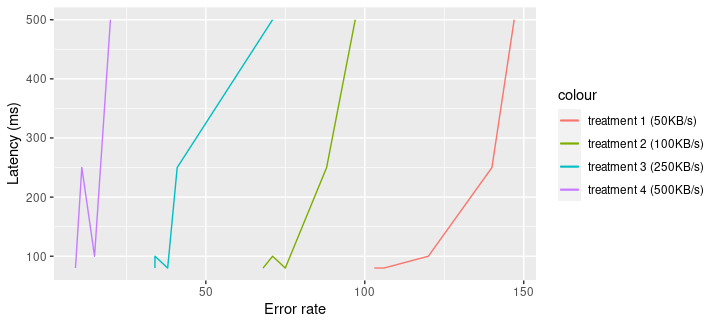 500
400
300
200
100
Latency (ms)
50
100
150
Error rate
colour
treatment 1 (50KB/s)
treatment 2 (100KB/s)
treatment 3 (250KB/s)
treatment 4 (500KB/s)